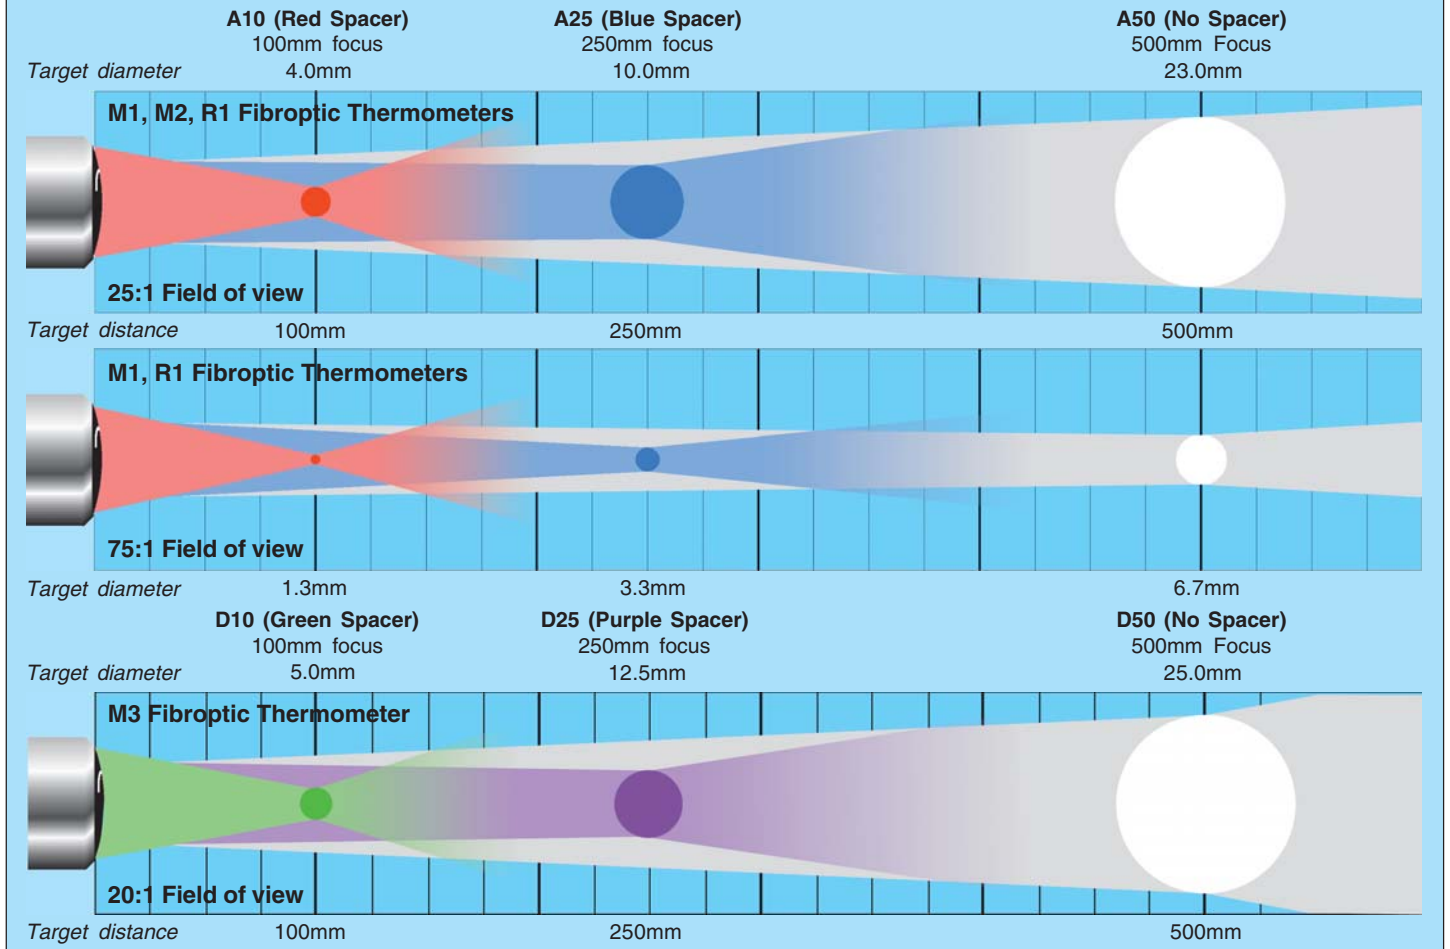 A10 (Red Spacer) A25 (Blue Spacer) A50 (No Spacer)
100mm focus 250mm focus 500mm Focus
Target diameter 4.0mm 10.0mm 23.0mm
M1, M2, R1 Fibroptic Thermometers
25:1 Field of view
Target distance 100mm 250mm 500mm
M1, R1 Fibroptic Thermometers
75:1 Field of view
Target diameter 1.3mm 3.3mm 6.7mm
D10 (Green Spacer) D25 (Purple Spacer) D50 (No Spacer)
100mm focus 250mm focus 500mm Focus
Target diameter 5.0mm 12.5mm 25.0mm
M3 Fibroptic Thermometer
20:1 Field of view
Target distance 100mm 250mm 500mm